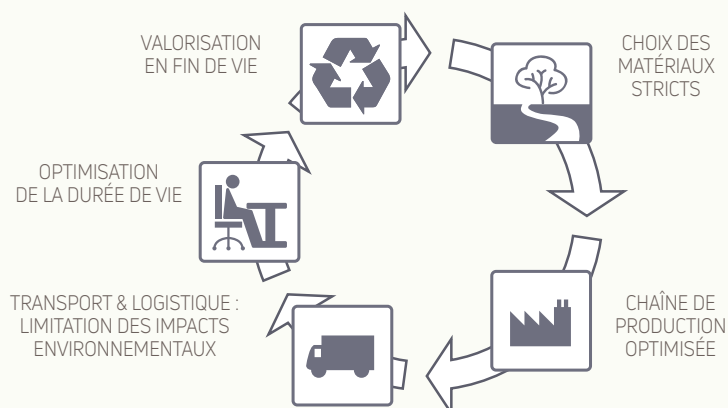 VALORISATION
EN FIN DE VIE
CHOIX DES
MATÉRIAUX
STRICTS
OPTIMISATION
DE LA DURÉE DE VIE
TRANSPORT & LOGISTIQUE :
LIMITATION DES IMPACTS
ENVIRONNEMENTAUX
CHAÎNE DE
PRODUCTION
OPTIMISÉE